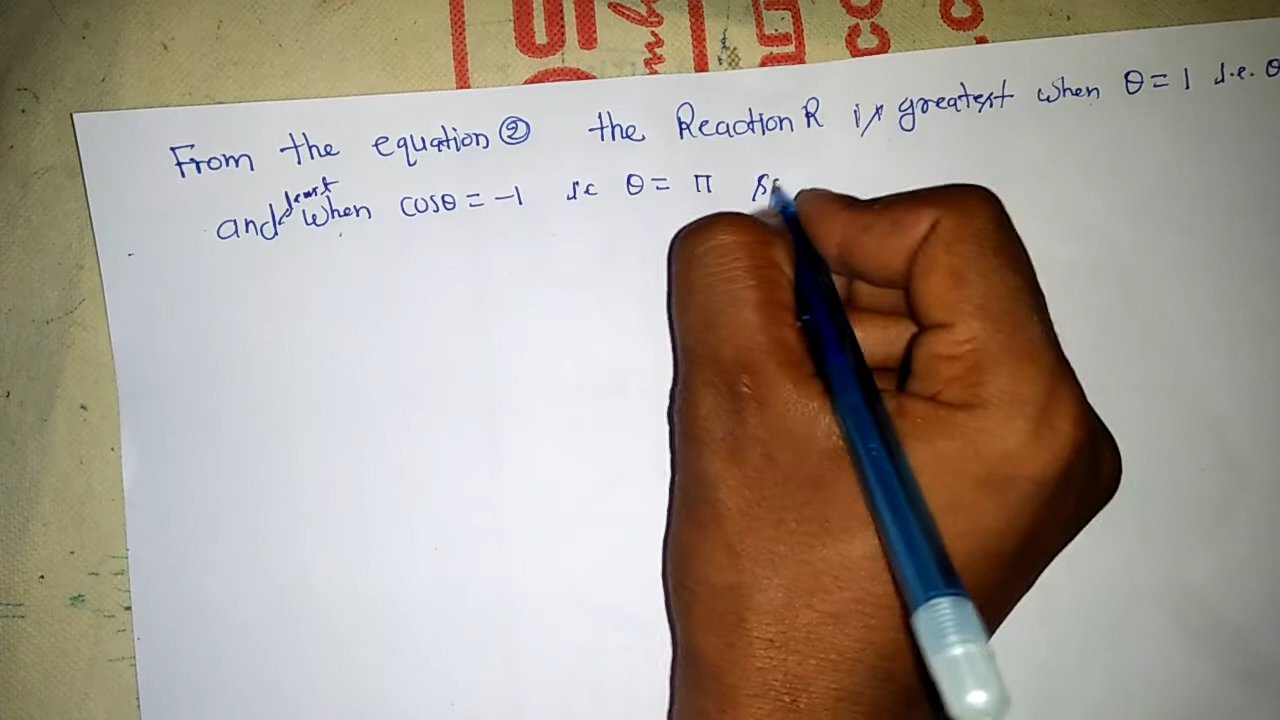 From the equation ② the Reaction R is greatest when θ = 1 i.e. θ
and least when cosθ = -1 i.e θ = π